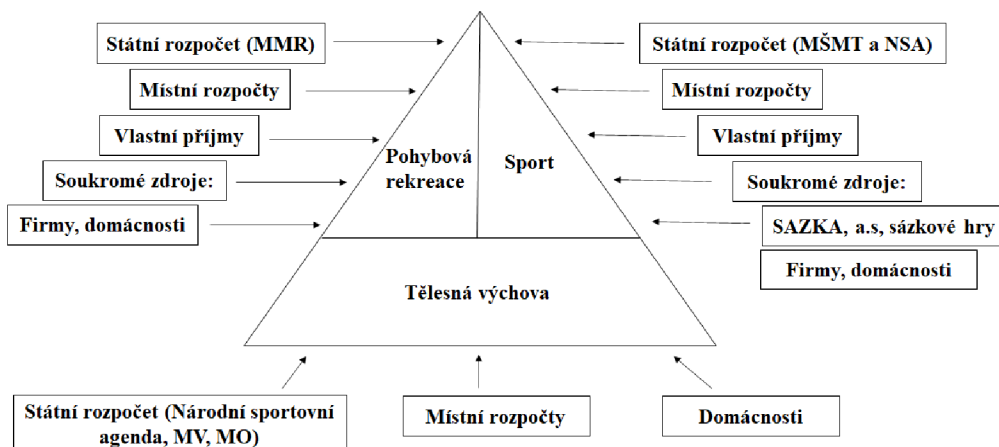 Státní rozpočet (MMR)
Státní rozpočet (MŠMT a NSA)
Místní rozpočty
Místní rozpočty
Vlastní příjmy
Vlastní příjmy
Pohybová
rekreace
Sport
Soukromé zdroje:
Soukromé zdroje:
Firmy, domácnosti
SAZKA, a.s, sázkové hry
Firmy, domácnosti
Tělesná výchova
Státní rozpočet (Národní sportovní
agenda, MV, MO)
Místní rozpočty
Domácnosti